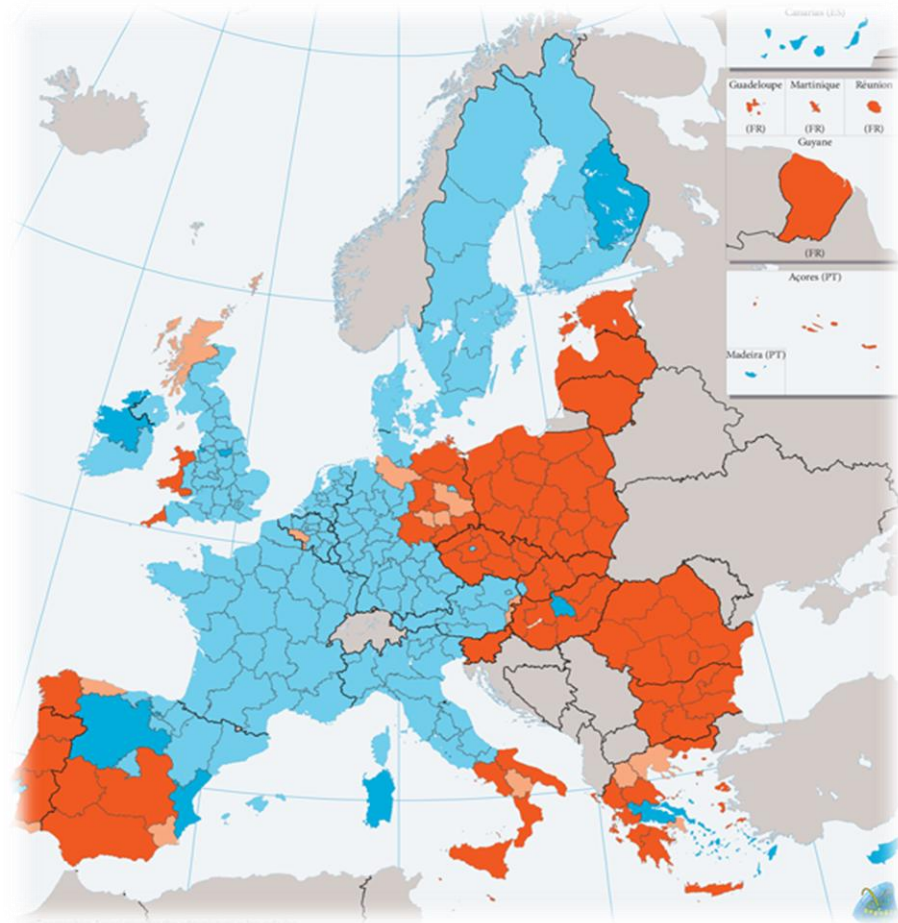 Canarias (ES)
Guadeloupe
Martinique
Réunion
(FR)
(FR)
(FR)
Guyane
(FR)
Açores (PT)
Madeira (PT)